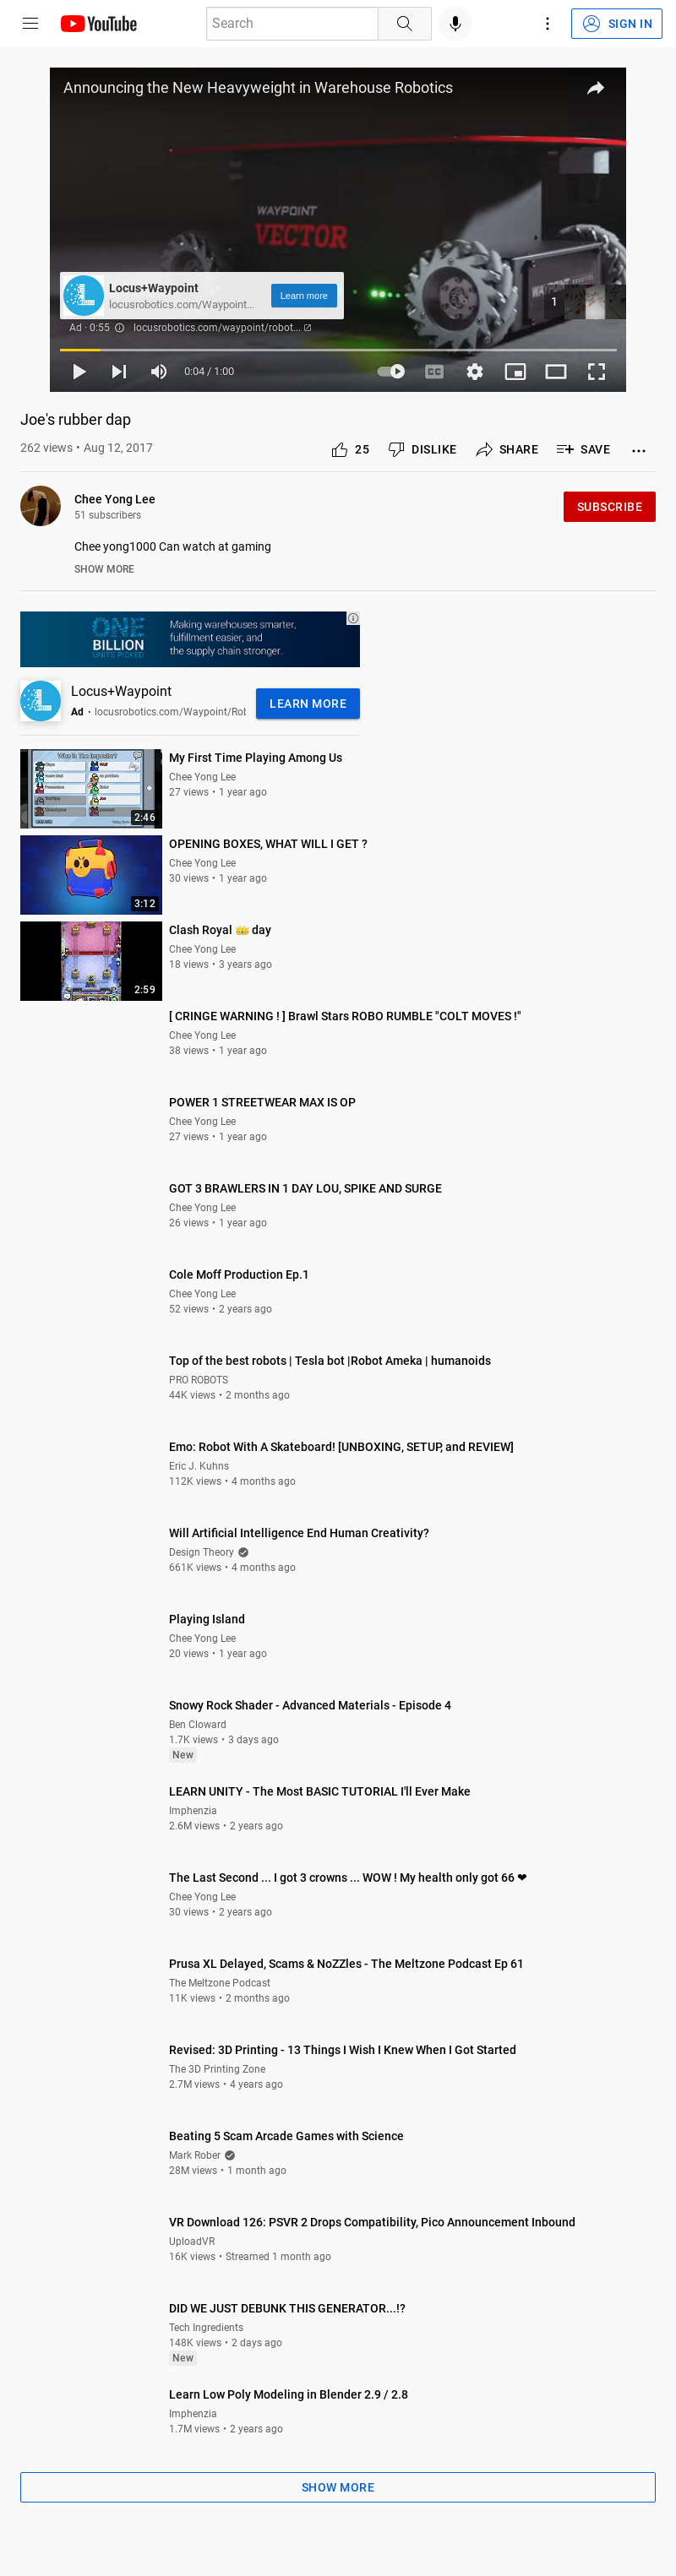 YouTube
Search
SIGN IN
Announcing the New Heavyweight in Warehouse Robotics
WAYPOINT
VECTOR
Locus+Waypoint
locusrobotics.com/Waypoint...
Learn more
1
Ad · 0:55 locusrobotics.com/waypoint/robot...
0:04 / 1:00
CC
Joe's rubber dap
262 views • Aug 12, 2017
25 DISLIKE SHARE SAVE
Chee Yong Lee
51 subscribers
SUBSCRIBE
Chee yong1000 Can watch at gaming
SHOW MORE
ONE
BILLION
UNITS PICKED
Making warehouses smarter,
fulfillment easier, and
the supply chain stronger.
Locus+Waypoint
Ad • locusrobotics.com/Waypoint/Rob
LEARN MORE
Who Is The Impostor?
2:46
My First Time Playing Among Us
Chee Yong Lee
27 views • 1 year ago
3:12
OPENING BOXES, WHAT WILL I GET ?
Chee Yong Lee
30 views • 1 year ago
2:59
Clash Royal 👑 day
Chee Yong Lee
18 views • 3 years ago
[ CRINGE WARNING ! ] Brawl Stars ROBO RUMBLE "COLT MOVES !"
Chee Yong Lee
38 views • 1 year ago
POWER 1 STREETWEAR MAX IS OP
Chee Yong Lee
27 views • 1 year ago
GOT 3 BRAWLERS IN 1 DAY LOU, SPIKE AND SURGE
Chee Yong Lee
26 views • 1 year ago
Cole Moff Production Ep.1
Chee Yong Lee
52 views • 2 years ago
Top of the best robots | Tesla bot |Robot Ameka | humanoids
PRO ROBOTS
44K views • 2 months ago
Emo: Robot With A Skateboard! [UNBOXING, SETUP, and REVIEW]
Eric J. Kuhns
112K views • 4 months ago
Will Artificial Intelligence End Human Creativity?
Design Theory
661K views • 4 months ago
Playing Island
Chee Yong Lee
20 views • 1 year ago
Snowy Rock Shader - Advanced Materials - Episode 4
Ben Cloward
1.7K views • 3 days ago
New
LEARN UNITY - The Most BASIC TUTORIAL I'll Ever Make
Imphenzia
2.6M views • 2 years ago
The Last Second ... I got 3 crowns ... WOW ! My health only got 66 ❤
Chee Yong Lee
30 views • 2 years ago
Prusa XL Delayed, Scams & NoZZles - The Meltzone Podcast Ep 61
The Meltzone Podcast
11K views • 2 months ago
Revised: 3D Printing - 13 Things I Wish I Knew When I Got Started
The 3D Printing Zone
2.7M views • 4 years ago
Beating 5 Scam Arcade Games with Science
Mark Rober
28M views • 1 month ago
VR Download 126: PSVR 2 Drops Compatibility, Pico Announcement Inbound
UploadVR
16K views • Streamed 1 month ago
DID WE JUST DEBUNK THIS GENERATOR...!?
Tech Ingredients
148K views • 2 days ago
New
Learn Low Poly Modeling in Blender 2.9 / 2.8
Imphenzia
1.7M views • 2 years ago
SHOW MORE